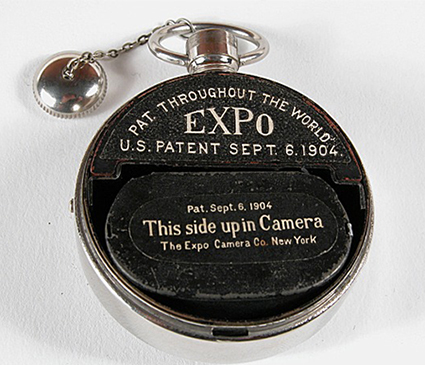 PAT. THROUGHOUT THE WORLD.
EXPO
U.S. PATENT SEPT. 6. 1904.
Pat. Sept. 6, 1904
This side up in Camera
The Expo Camera Co. New York